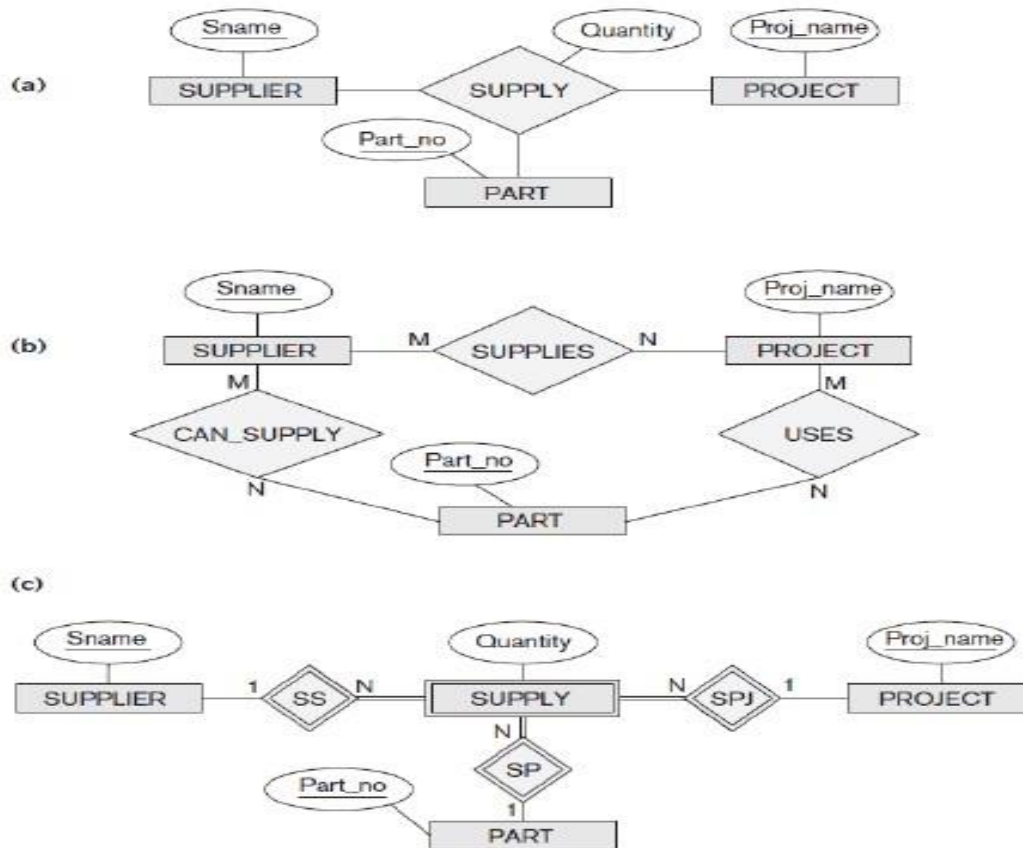 (a)
Sname
Quantity
Proj_name
SUPPLIER
SUPPLY
PROJECT
Part_no
PART
(b)
Sname
Proj_name
M
N
SUPPLIER
SUPPLIES
PROJECT
M
M
CAN_SUPPLY
USES
Part_no
N
N
PART
(c)
Sname
Quantity
Proj_name
1
N
N
1
SUPPLIER
SS
SUPPLY
SPJ
PROJECT
N
SP
Part_no
1
PART